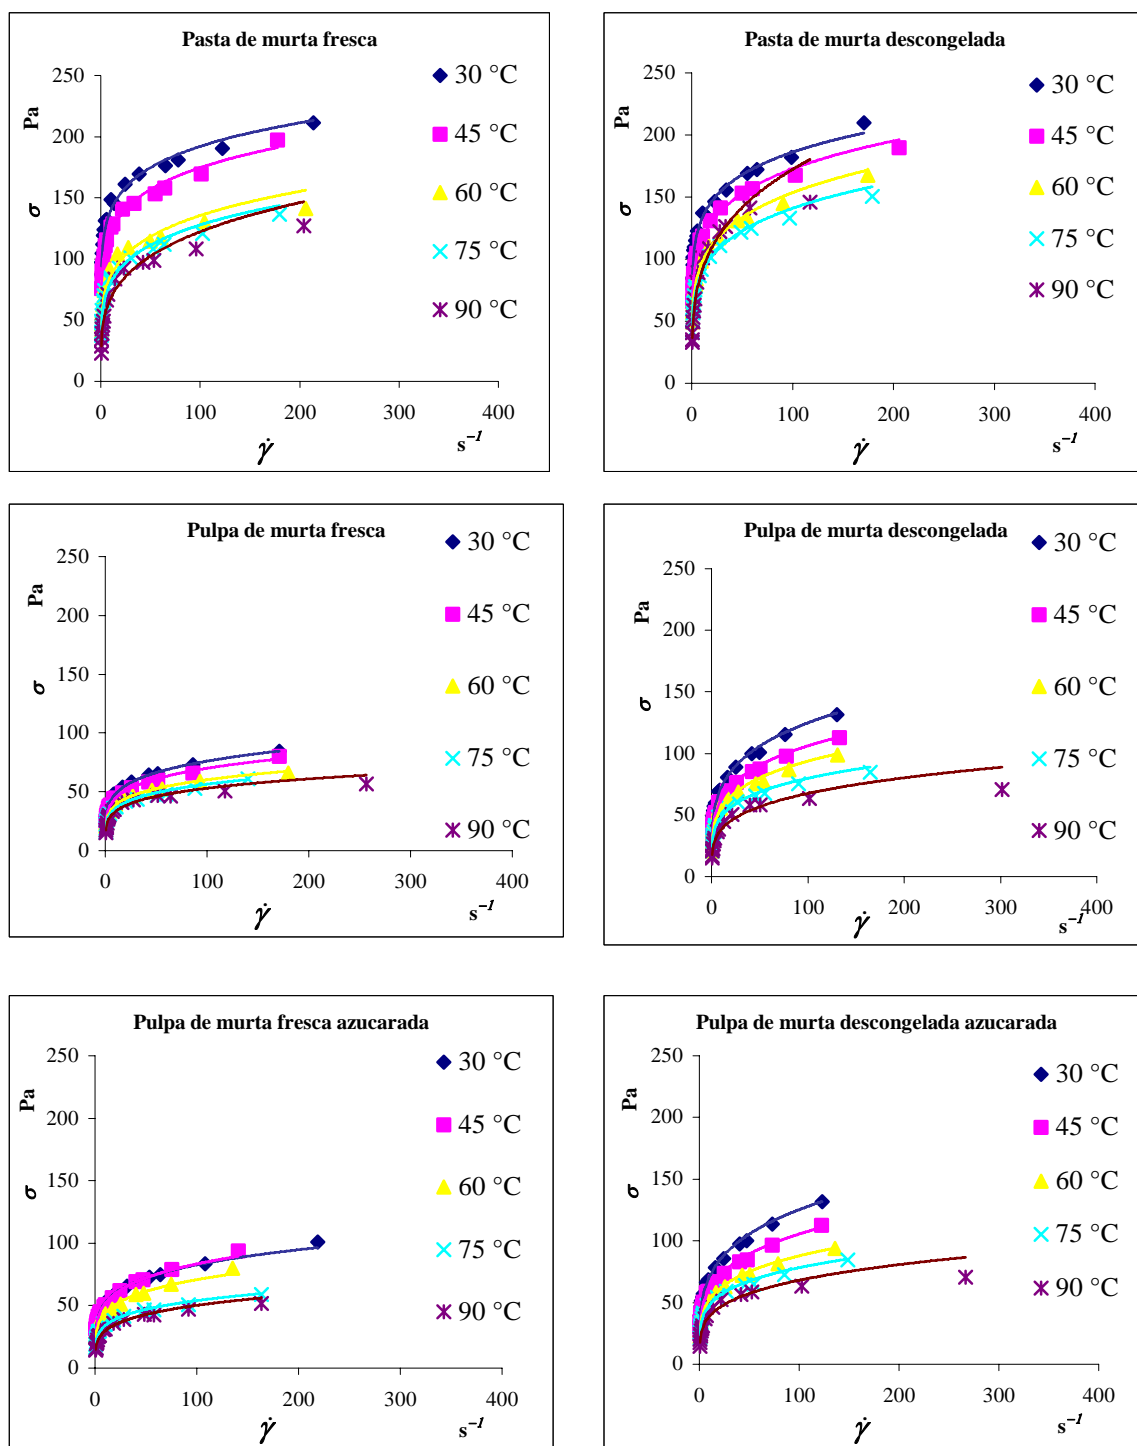 Pasta de murta fresca
250
200
150
100
50
0
0 100 200 300 400
Pa
σ
γ̇
s⁻¹
30 °C
45 °C
60 °C
75 °C
90 °C
Pasta de murta descongelada
250
200
150
100
50
0
0 100 200 300 400
Pa
σ
γ̇
s⁻¹
30 °C
45 °C
60 °C
75 °C
90 °C
Pulpa de murta fresca
250
200
150
100
50
0
0 100 200 300 400
Pa
σ
γ̇
s⁻¹
30 °C
45 °C
60 °C
75 °C
90 °C
Pulpa de murta descongelada
250
200
150
100
50
0
0 100 200 300 400
Pa
σ
γ̇
s⁻¹
30 °C
45 °C
60 °C
75 °C
90 °C
Pulpa de murta fresca azucarada
250
200
150
100
50
0
0 100 200 300 400
Pa
σ
γ̇
s⁻¹
30 °C
45 °C
60 °C
75 °C
90 °C
Pulpa de murta descongelada azucarada
250
200
150
100
50
0
0 100 200 300 400
Pa
σ
γ̇
s⁻¹
30 °C
45 °C
60 °C
75 °C
90 °C